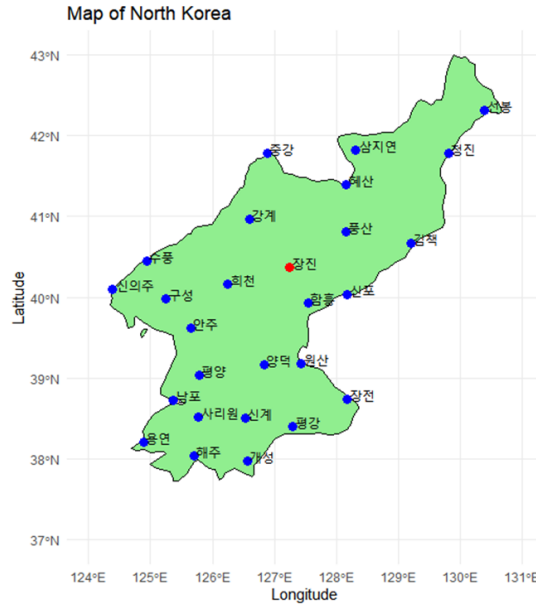 Map of North Korea
43°N
선봉
42°N
중강
삼지연
청진
혜산
강계
41°N
풍산
김책
수풍
장진
희천
신의주
구성
신포
40°N
함흥
안주
양덕
원산
39°N
평양
남포
장전
사리원
신계
평강
용연
해주
개성
38°N
37°N
124°E
125°E
126°E
127°E
128°E
129°E
130°E
131°E
Latitude
Longitude